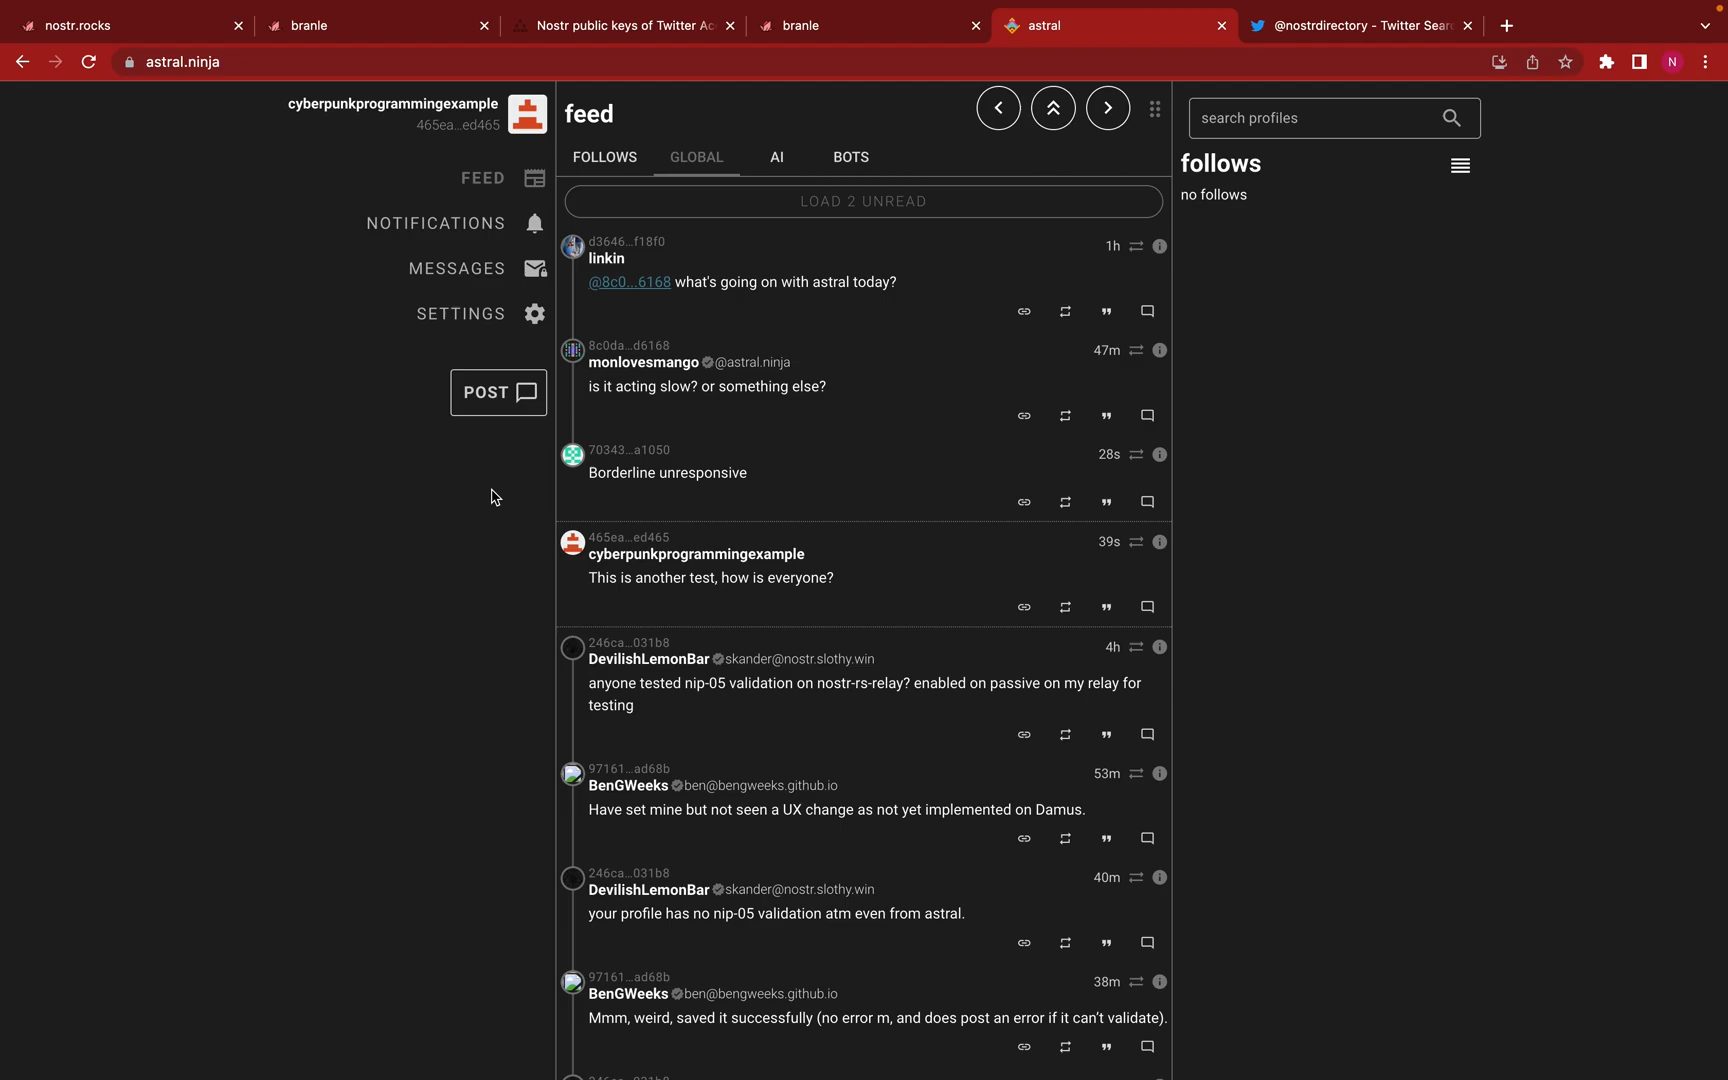 nostr.rocks
branle
Nostr public keys of Twitter Ac
branle
astral
@nostrdirectory - Twitter Searc
astral.ninja
N
cyberpunkprogrammingexample
465ea...ed465
FEED
NOTIFICATIONS
MESSAGES
SETTINGS
POST
feed
FOLLOWS
GLOBAL
AI
BOTS
LOAD 2 UNREAD
d3646...f18f0
linkin
1h
@8c0...6168 what's going on with astral today?
8c0da...d6168
monlovesmango @astral.ninja
47m
is it acting slow? or something else?
70343...a1050
28s
Borderline unresponsive
465ea...ed465
cyberpunkprogrammingexample
39s
This is another test, how is everyone?
246ca...031b8
DevilishLemonBar skander@nostr.slothy.win
4h
anyone tested nip-05 validation on nostr-rs-relay? enabled on passive on my relay for
testing
97161...ad68b
BenGWeeks ben@bengweeks.github.io
53m
Have set mine but not seen a UX change as not yet implemented on Damus.
246ca...031b8
DevilishLemonBar skander@nostr.slothy.win
40m
your profile has no nip-05 validation atm even from astral.
97161...ad68b
BenGWeeks ben@bengweeks.github.io
38m
Mmm, weird, saved it successfully (no error m, and does post an error if it can't validate).
search profiles
follows
no follows